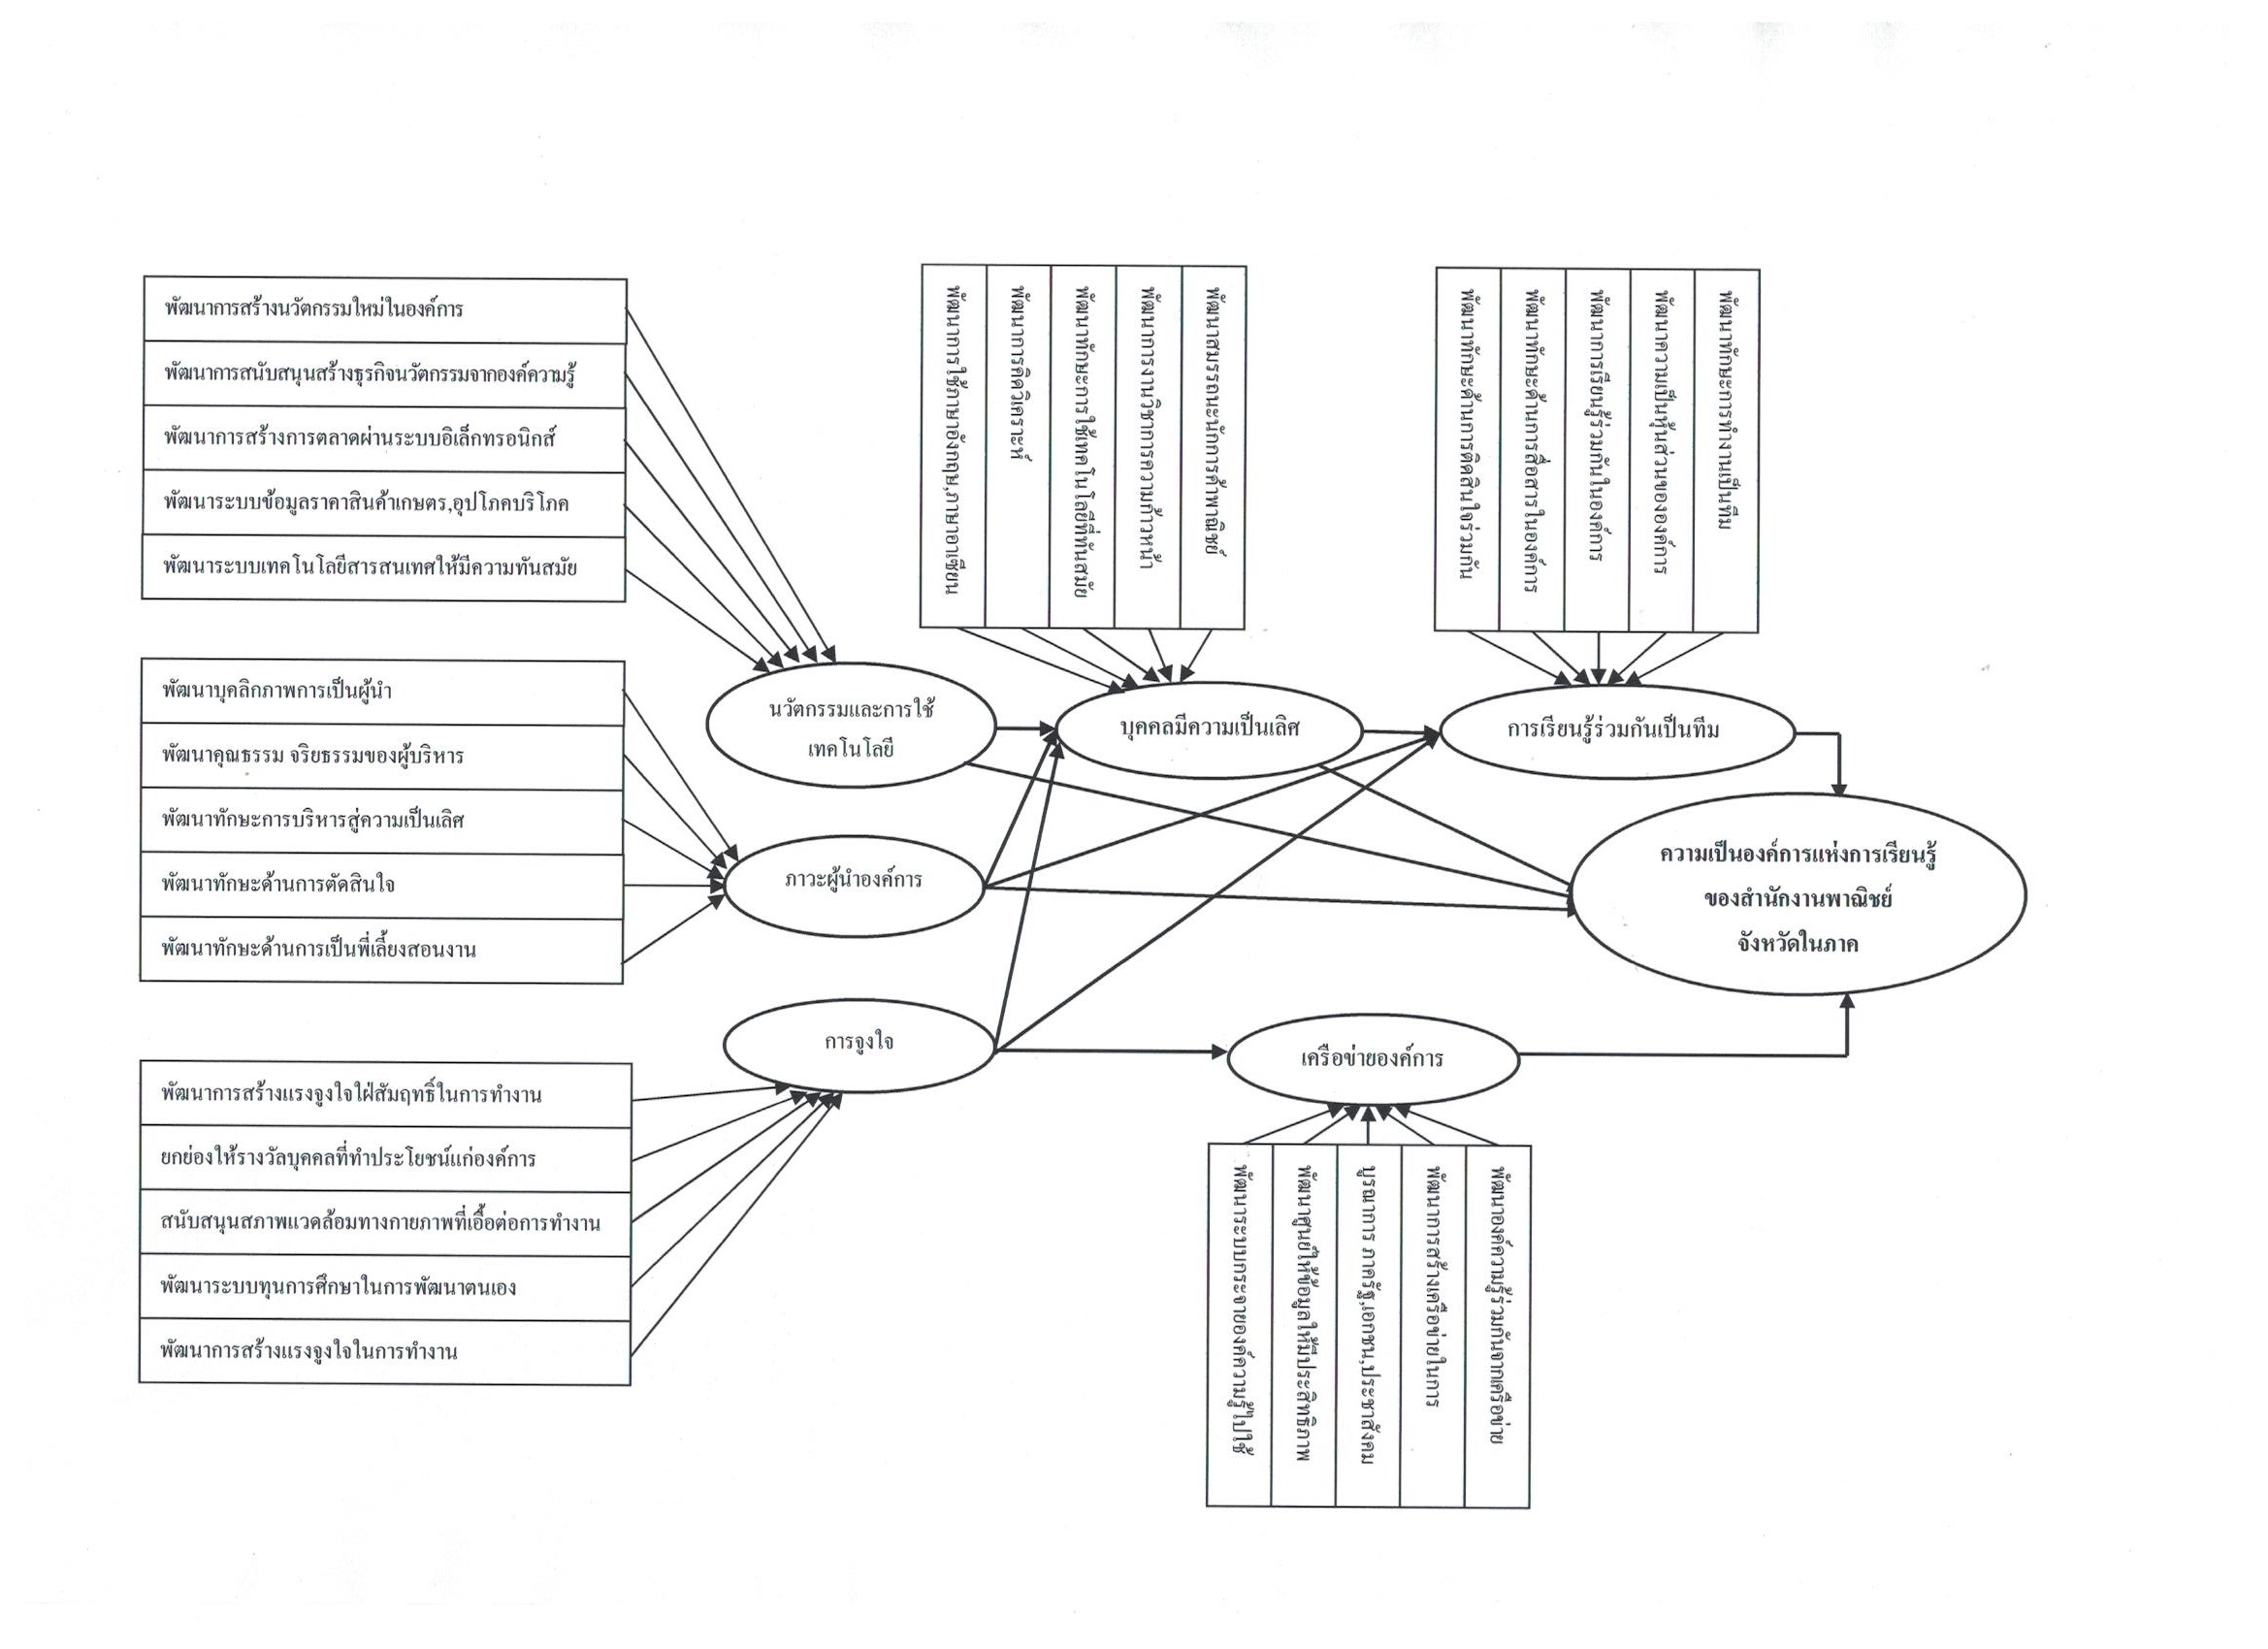 พัฒนาการสร้างนวัตกรรมใหม่ในองค์การ
พัฒนาการสนับสนุนสร้างธุรกิจนวัตกรรมจากองค์ความรู้
พัฒนาการสร้างการตลาดผ่านระบบอิเล็กทรอนิกส์
พัฒนาระบบข้อมูลราคาสินค้าเกษตร,อุปโภคบริโภค
พัฒนาระบบเทคโนโลยีสารสนเทศให้มีความทันสมัย
พัฒนาบุคลิกภาพการเป็นผู้นำ
พัฒนาคุณธรรม จริยธรรมของผู้บริหาร
พัฒนาทักษะการบริหารสู่ความเป็นเลิศ
พัฒนาทักษะด้านการตัดสินใจ
พัฒนาทักษะด้านการเป็นพี่เลี้ยงสอนงาน
พัฒนาการสร้างแรงจูงใจใฝ่สัมฤทธิ์ในการทำงาน
ยกย่องให้รางวัลบุคคลที่ทำประโยชน์แก่องค์การ
สนับสนุนสภาพแวดล้อมทางกายภาพที่เอื้อต่อการทำงาน
พัฒนาระบบทุนการศึกษาในการพัฒนาตนเอง
พัฒนาการสร้างแรงจูงใจในการทำงาน
พัฒนาการใช้ภาษาอังกฤษ,ภาษาอาเซียน
พัฒนาการคิดวิเคราะห์
พัฒนาทักษะการใช้เทคโนโลยีที่ทันสมัย
พัฒนาการงานวิชาการความก้าวหน้า
พัฒนาสมรรถนะนักการค้าพาณิชย์
พัฒนาทักษะด้านการคิดสินใจร่วมกัน
พัฒนาทักษะด้านการสื่อสารในองค์การ
พัฒนาการเรียนรู้ร่วมกันในองค์การ
พัฒนาความเป็นหุ้นส่วนขององค์การ
พัฒนาทักษะการทำงานเป็นทีม
นวัตกรรมและการใช้
เทคโนโลยี
บุคคลมีความเป็นเลิศ
การเรียนรู้ร่วมกันเป็นทีม
ภาวะผู้นำองค์การ
ความเป็นองค์การแห่งการเรียนรู้
ของสำนักงานพาณิชย์
จังหวัดในภาค
การจูงใจ
เครือข่ายองค์การ
พัฒนาระบบกระจายองค์ความรู้ไปใช้
พัฒนาศูนย์ให้ข้อมูลให้มีประสิทธิภาพ
บูรณาการ ภาครัฐ,เอกชน,ประชาสังคม
พัฒนาการสร้างเครือข่ายในการ
พัฒนาองค์ความรู้ร่วมกันจากเครือข่าย